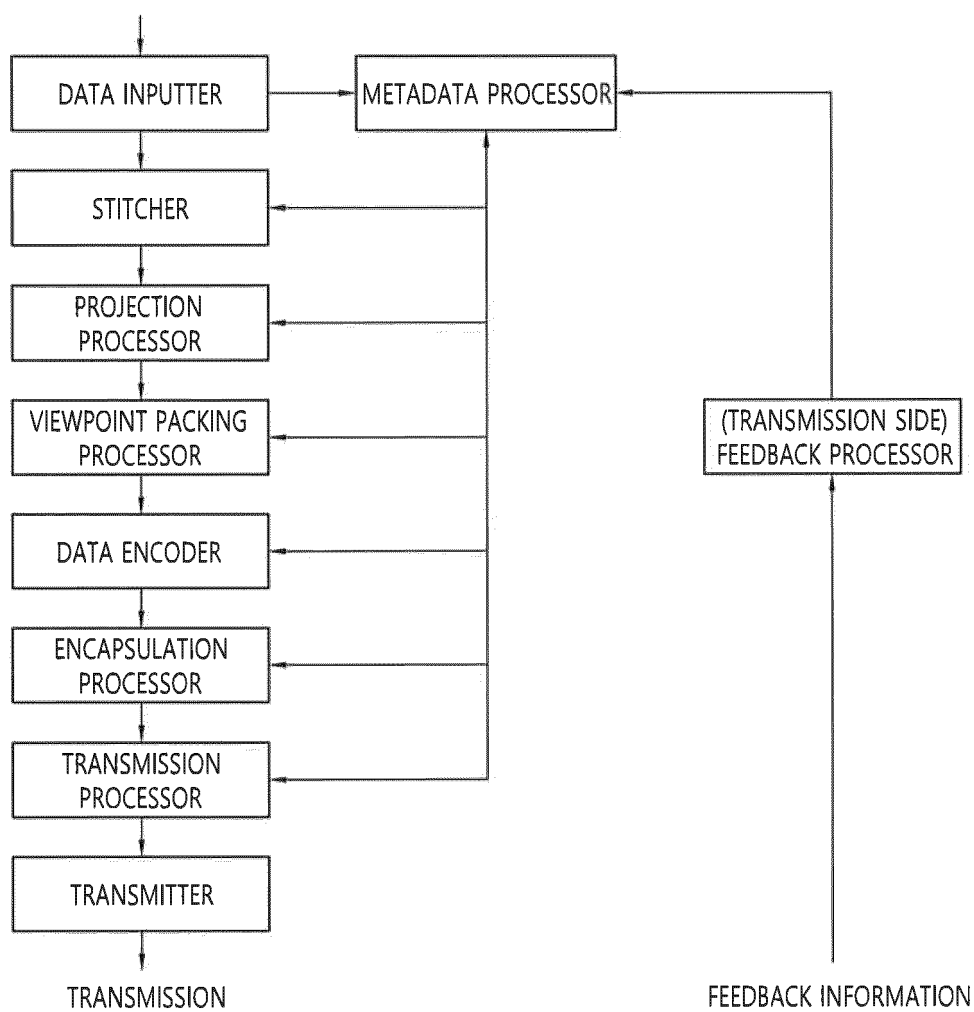 DATA INPUTTER
METADATA PROCESSOR
STITCHER
PROJECTION
PROCESSOR
VIEWPOINT PACKING
PROCESSOR
(TRANSMISSION SIDE)
FEEDBACK PROCESSOR
DATA ENCODER
ENCAPSULATION
PROCESSOR
TRANSMISSION
PROCESSOR
TRANSMITTER
TRANSMISSION
FEEDBACK INFORMATION